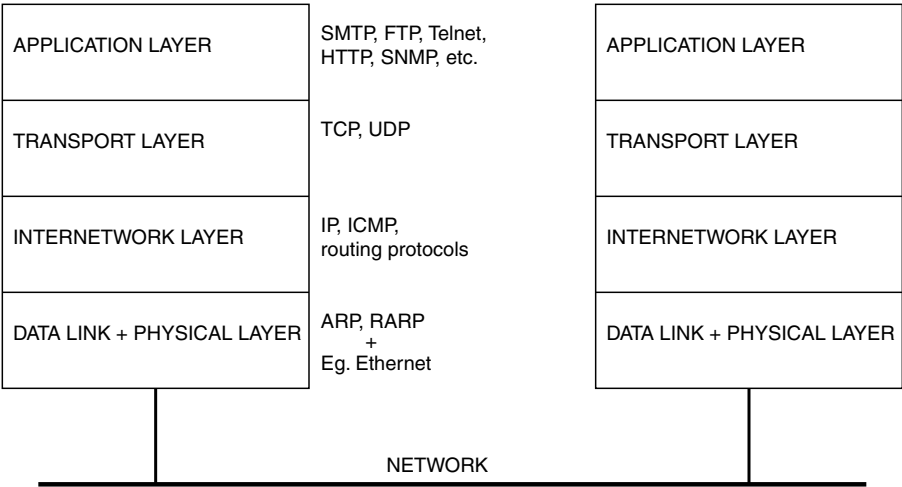 APPLICATION LAYER
SMTP, FTP, Telnet,
HTTP, SNMP, etc.
APPLICATION LAYER
TRANSPORT LAYER
TCP, UDP
TRANSPORT LAYER
INTERNETWORK LAYER
IP, ICMP,
routing protocols
INTERNETWORK LAYER
DATA LINK + PHYSICAL LAYER
ARP, RARP
+
Eg. Ethernet
DATA LINK + PHYSICAL LAYER
NETWORK